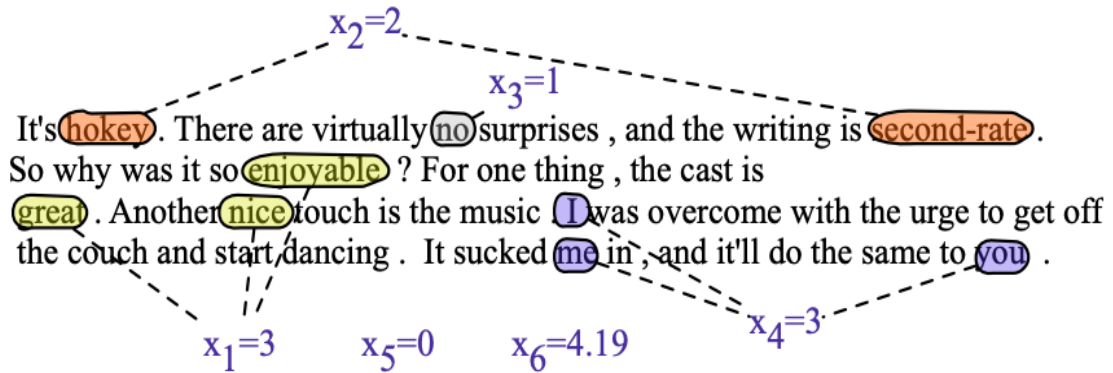 x2=2
x3=1
It's hokey . There are virtually no surprises , and the writing is second-rate .
So why was it so enjoyable ? For one thing , the cast is
great . Another nice touch is the music . I was overcome with the urge to get off
the couch and start dancing . It sucked me in , and it'll do the same to you .
x1=3 x5=0 x6=4.19 x4=3